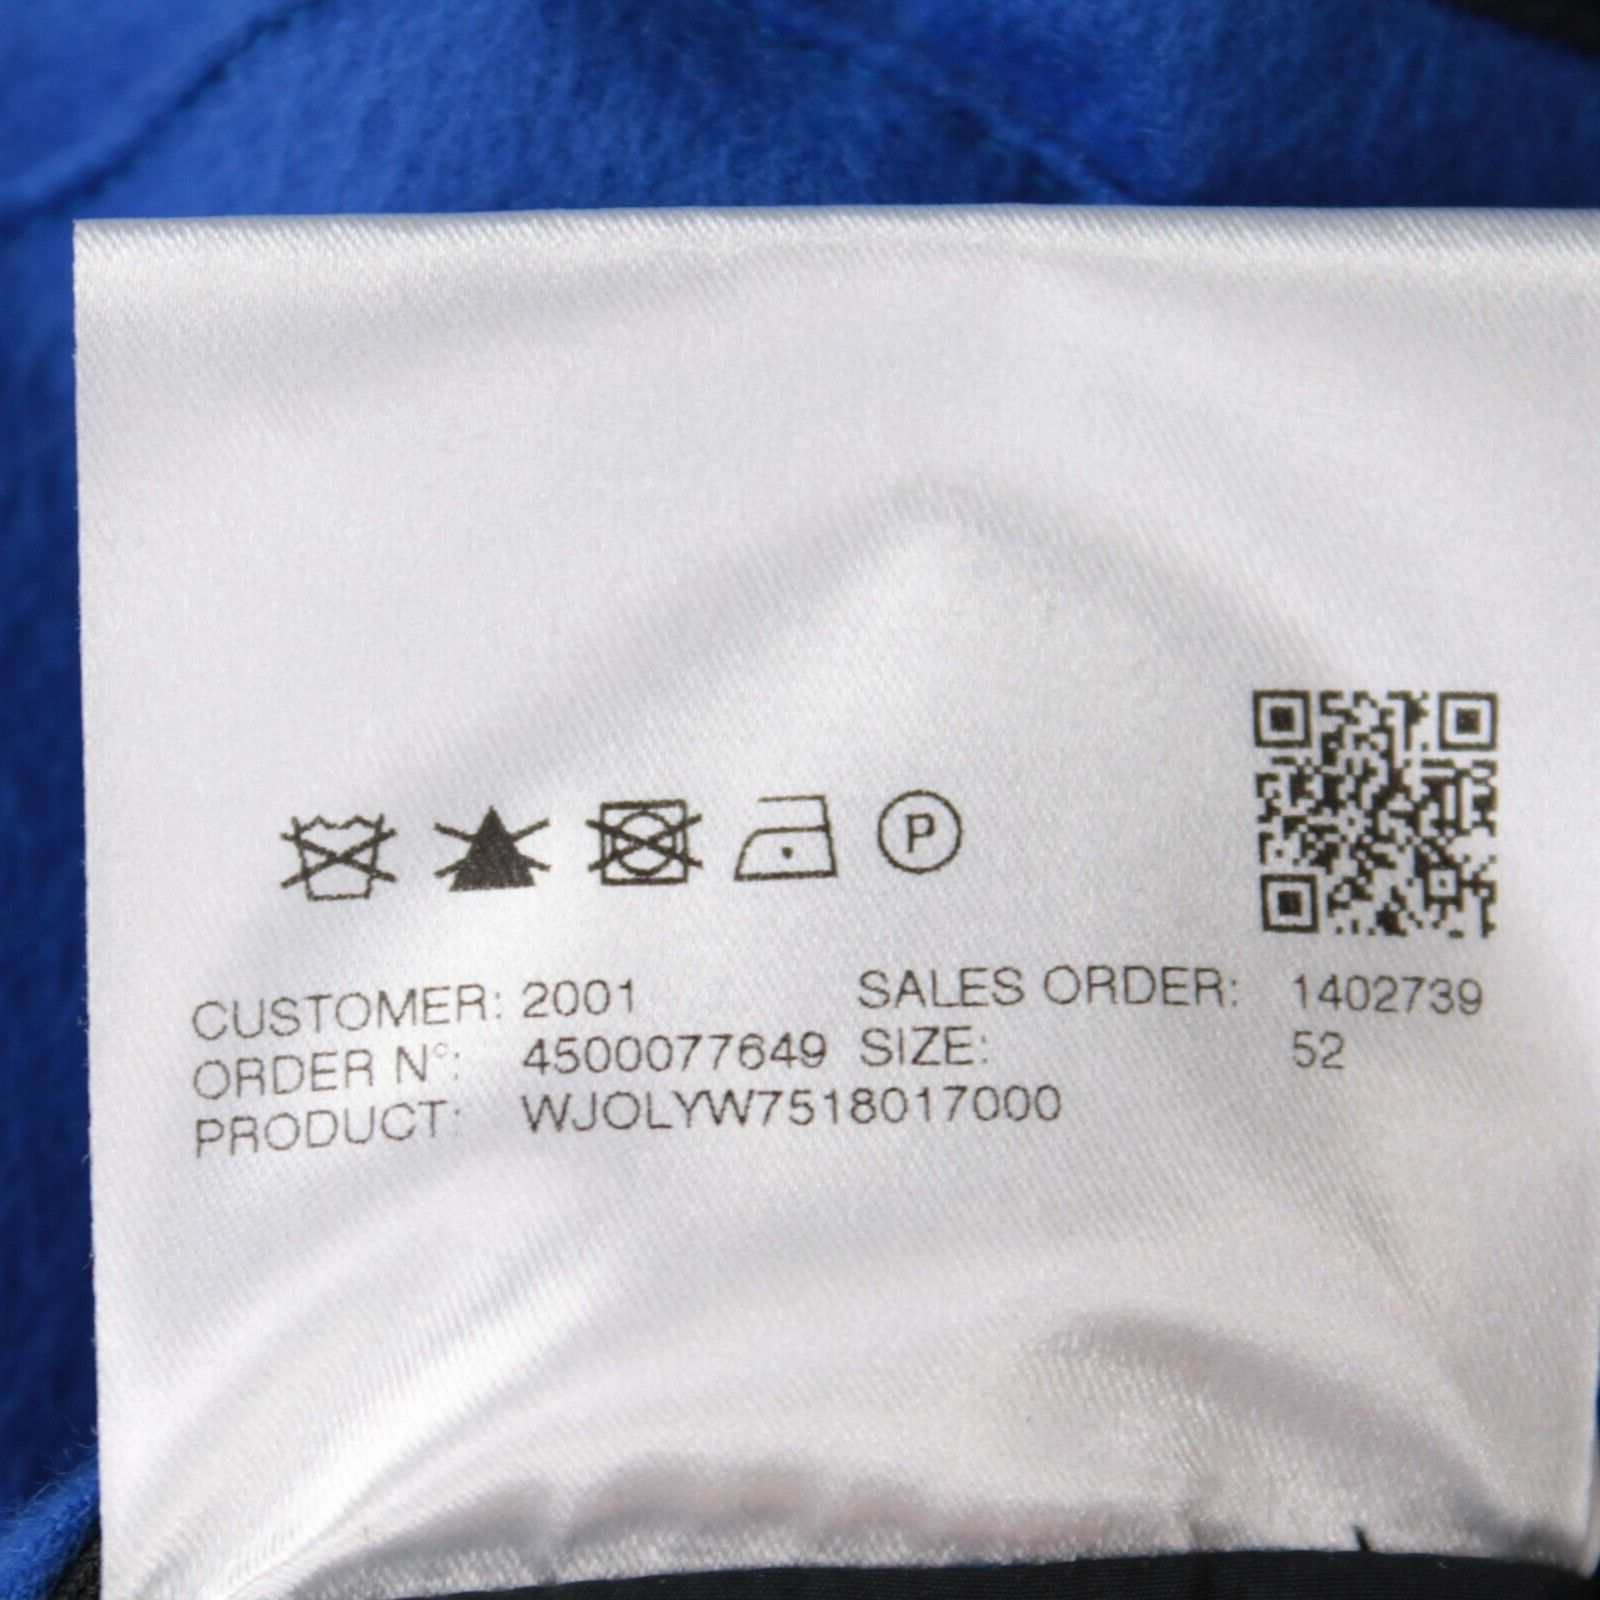 P
CUSTOMER: 2001 SALES ORDER: 1402739
ORDER N°: 4500077649 SIZE: 52
PRODUCT: WJOLYW7518017000